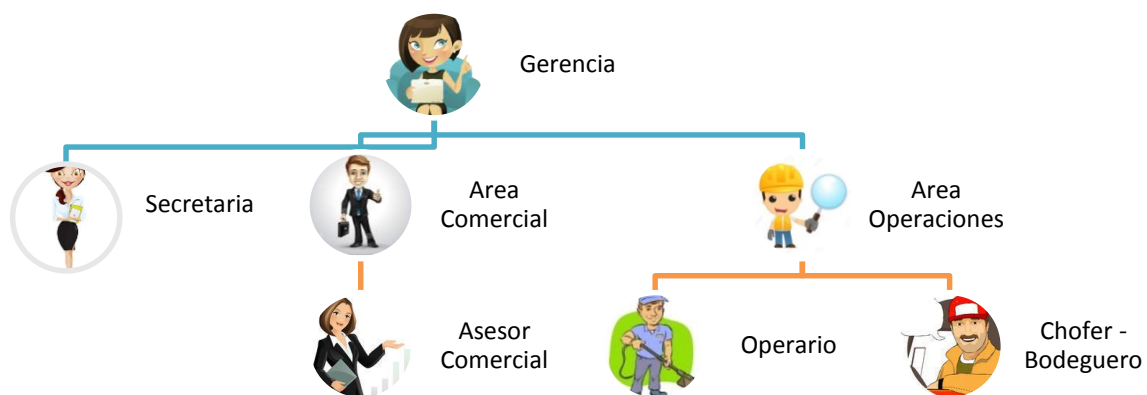 Gerencia
Secretaria
Area
Comercial
Area
Operaciones
Asesor
Comercial
Operario
Chofer -
Bodeguero